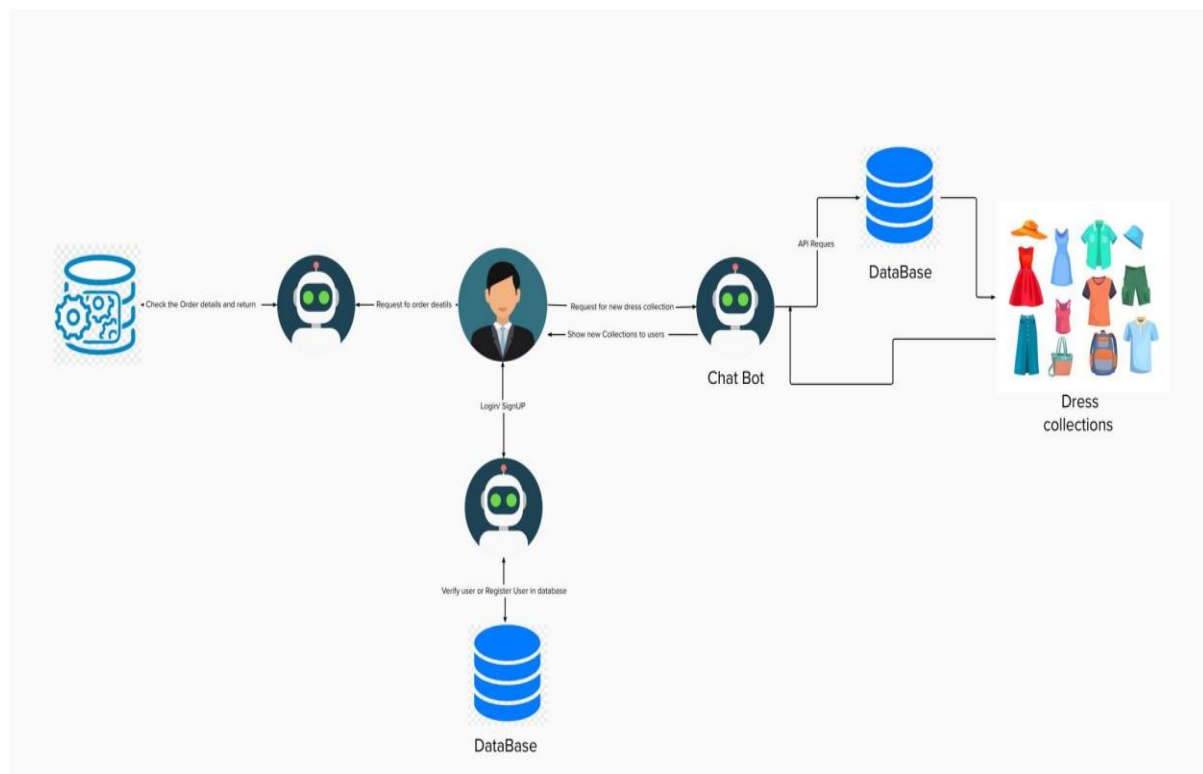 APi Reques
DataBase
Check the Order details and return
Request fo order deatils
Request for new dress collection
Show new Collections to users
Chat Bot
Dress
collections
Login/ SignUP
Verify user or Register User in database
DataBase